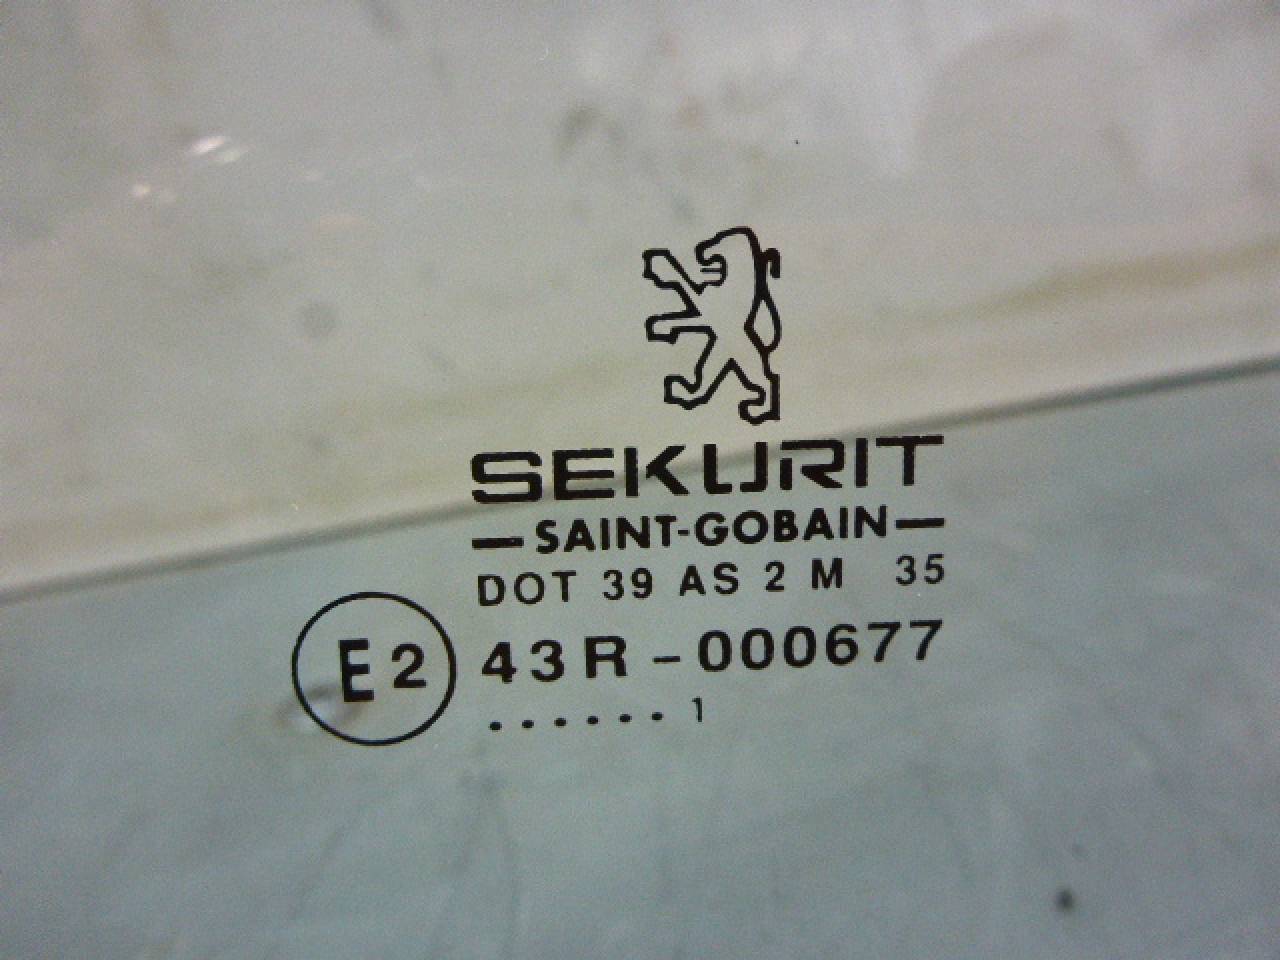 SEKURIT
—SAINT-GOBAIN—
DOT 39 AS 2 M 35
E2 43R-000677
. . . . . . 1